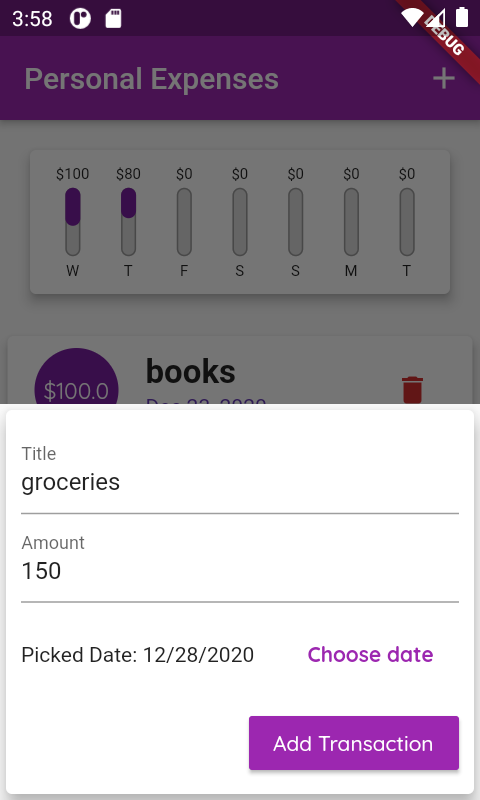 3:58
DEBUG
Personal Expenses
$100 $80 $0 $0 $0 $0 $0
W T F S S M T
$100.0
books
Title
groceries
Amount
150
Picked Date: 12/28/2020 Choose date
Add Transaction